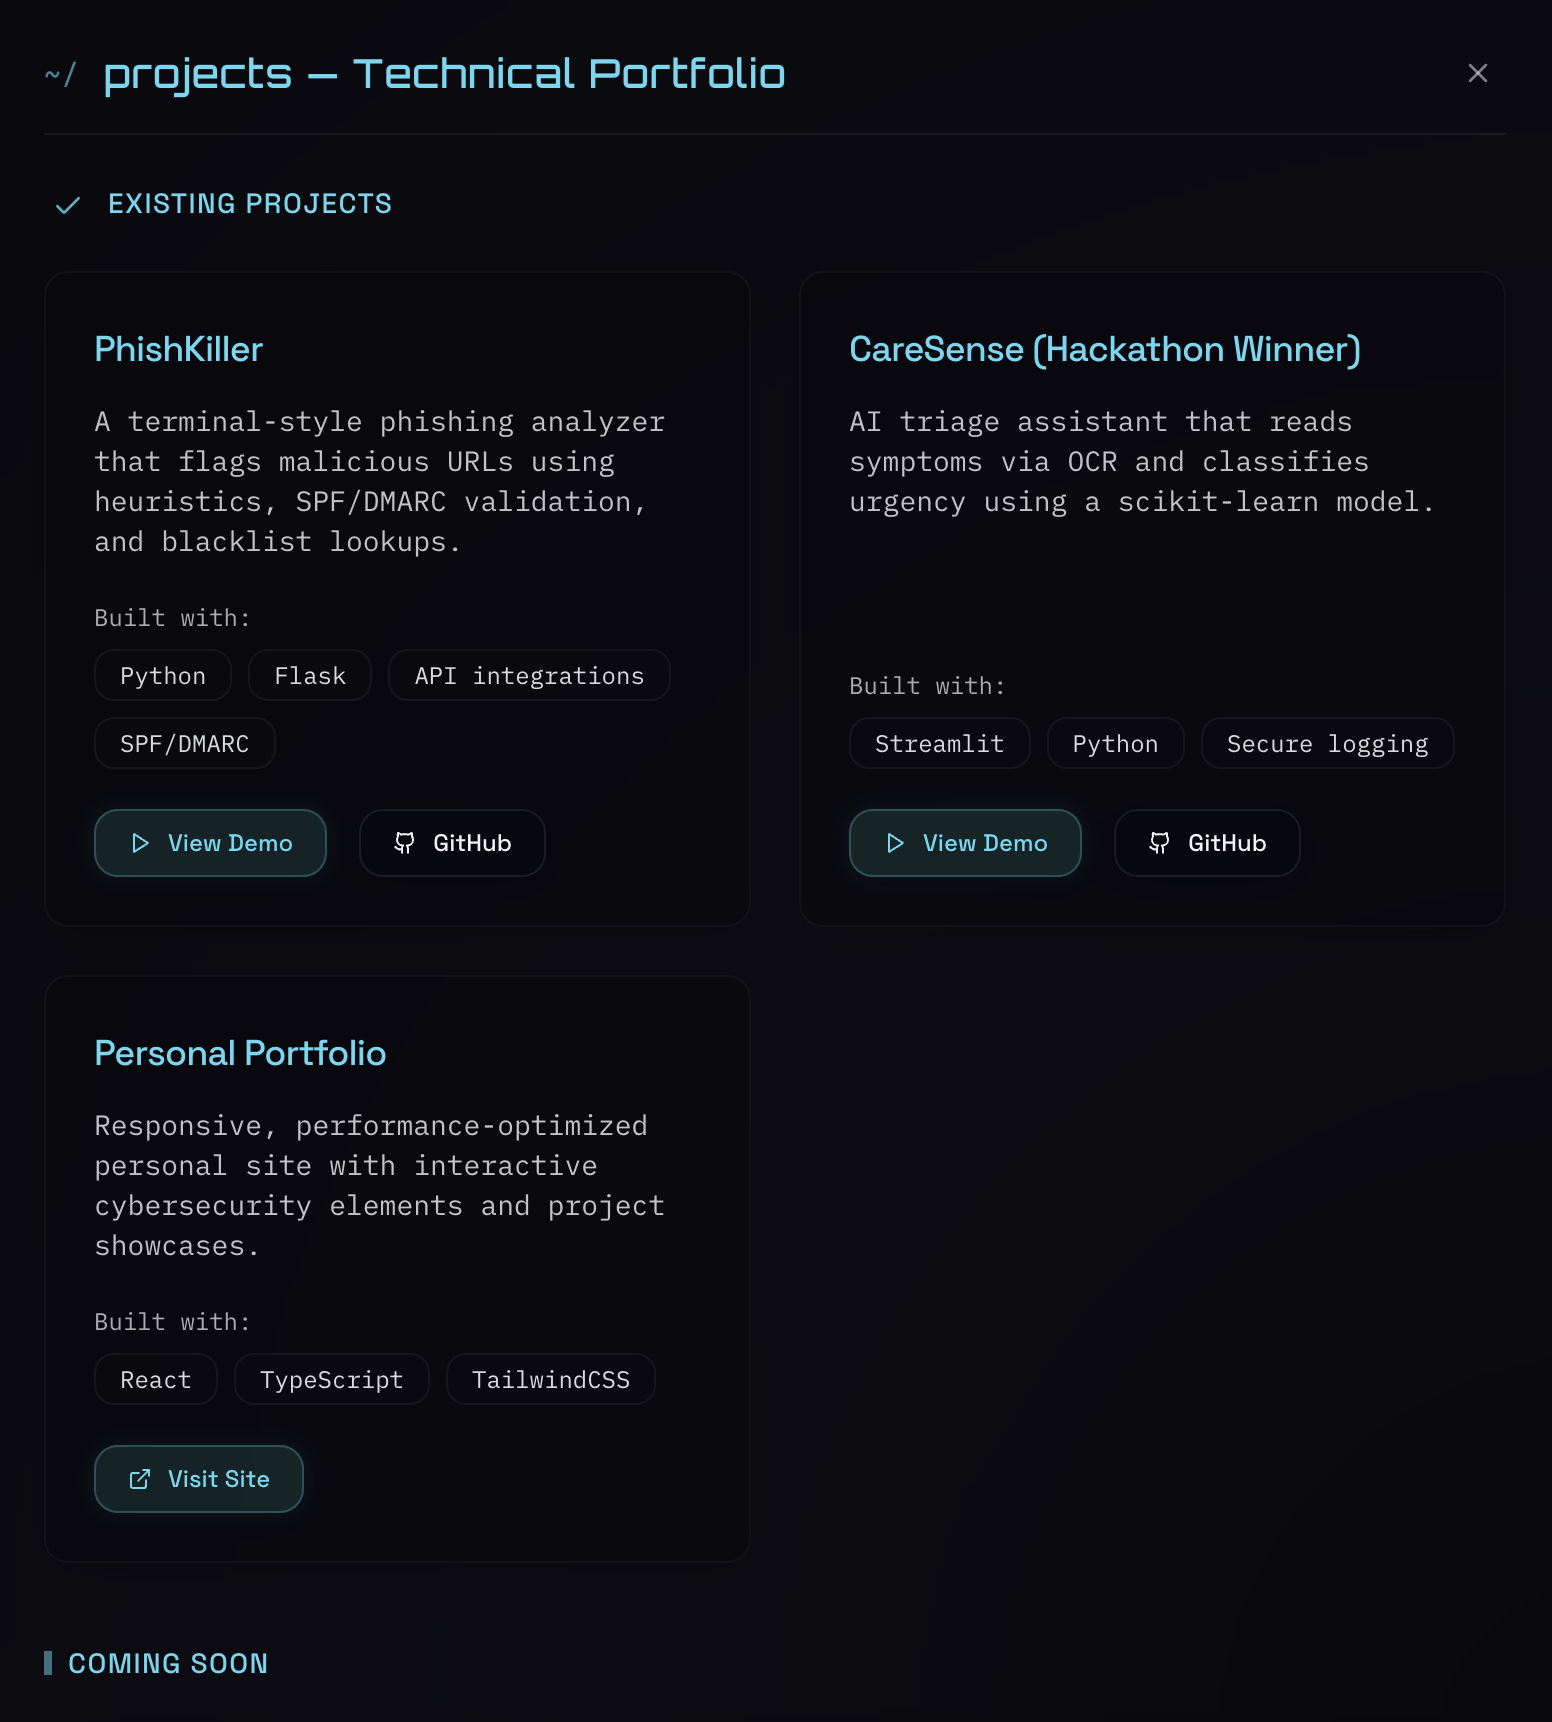 ~/ projects — Technical Portfolio
EXISTING PROJECTS
PhishKiller
A terminal-style phishing analyzer
that flags malicious URLs using
heuristics, SPF/DMARC validation,
and blacklist lookups.
Built with:
Python Flask API integrations
SPF/DMARC
View Demo GitHub
CareSense (Hackathon Winner)
AI triage assistant that reads
symptoms via OCR and classifies
urgency using a scikit-learn model.
Built with:
Streamlit Python Secure logging
View Demo GitHub
Personal Portfolio
Responsive, performance-optimized
personal site with interactive
cybersecurity elements and project
showcases.
Built with:
React TypeScript TailwindCSS
Visit Site
COMING SOON